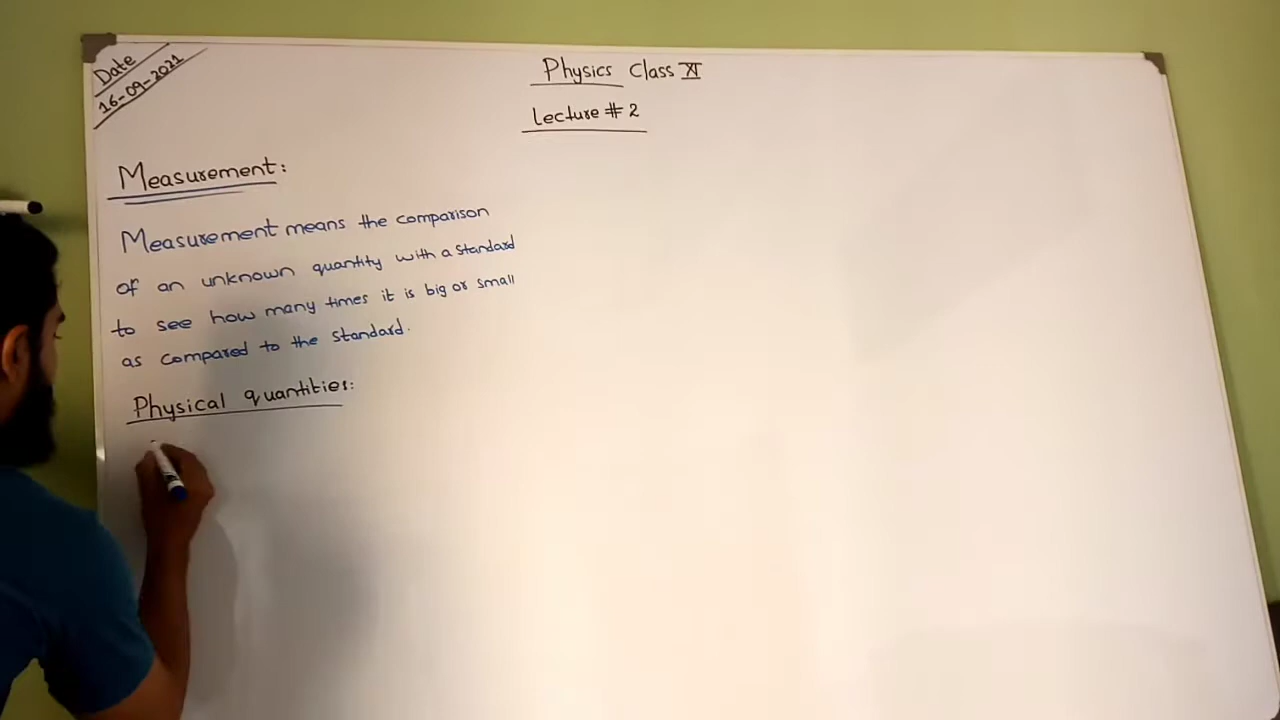 Date
16-09-2021
Physics Class XI
Lecture # 2
Measurement:
Measurement means the comparison
of an unknown quantity with a standard
to see how many times it is big or small
as compared to the standard.
Physical quantities: